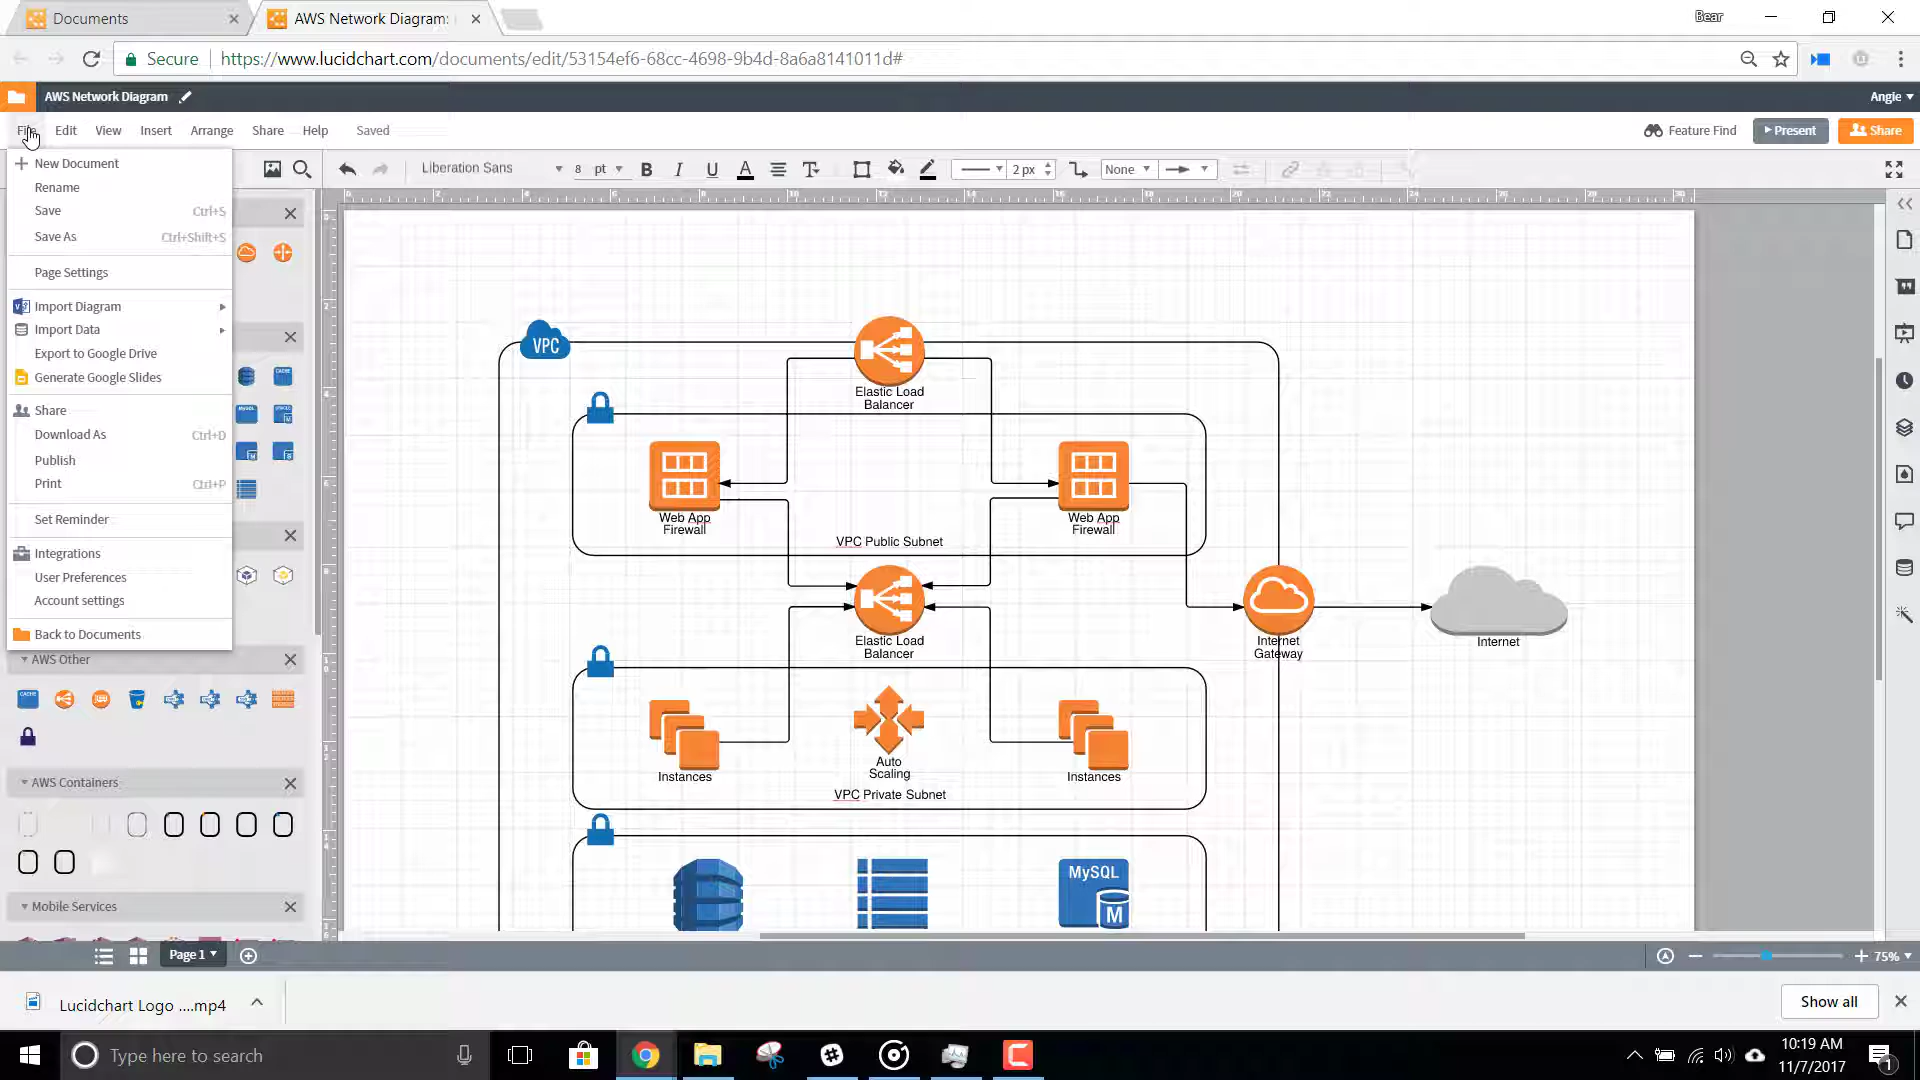 Documents
AWS Network Diagram:
Bear
Secure
https://www.lucidchart.com/documents/edit/53154ef6-68cc-4698-9b4d-8a6a8141011d#
AWS Network Diagram
Angie
File Edit View Insert Arrange Share Help Saved
Feature Find
Present
Share
New Document
Rename
Save Ctrl+S
Save As Ctrl+Shift+S
Page Settings
Import Diagram
Import Data
Export to Google Drive
Generate Google Slides
Share
Download As Ctrl+D
Publish
Print Ctrl+P
Set Reminder
Integrations
User Preferences
Account settings
Back to Documents
Liberation Sans
8 pt
B I U A T
2 px
None
AWS Other
AWS Containers
Mobile Services
VPC
Elastic Load
Balancer
Web App
Firewall
Web App
Firewall
VPC Public Subnet
Elastic Load
Balancer
Internet
Gateway
Internet
Instances
Auto
Scaling
Instances
VPC Private Subnet
MySQL
M
Page 1
75%
Lucidchart Logo ....mp4
Show all
Type here to search
10:19 AM
11/7/2017
1